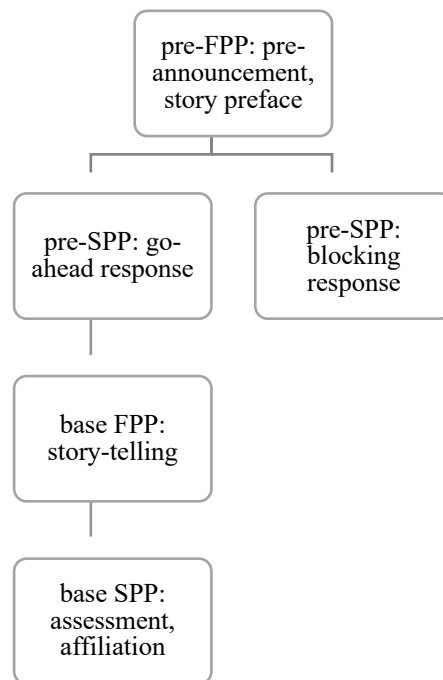 pre-FPP: pre-
announcement,
story preface
pre-SPP: go-
ahead response
pre-SPP:
blocking
response
base FPP:
story-telling
base SPP:
assessment,
affiliation